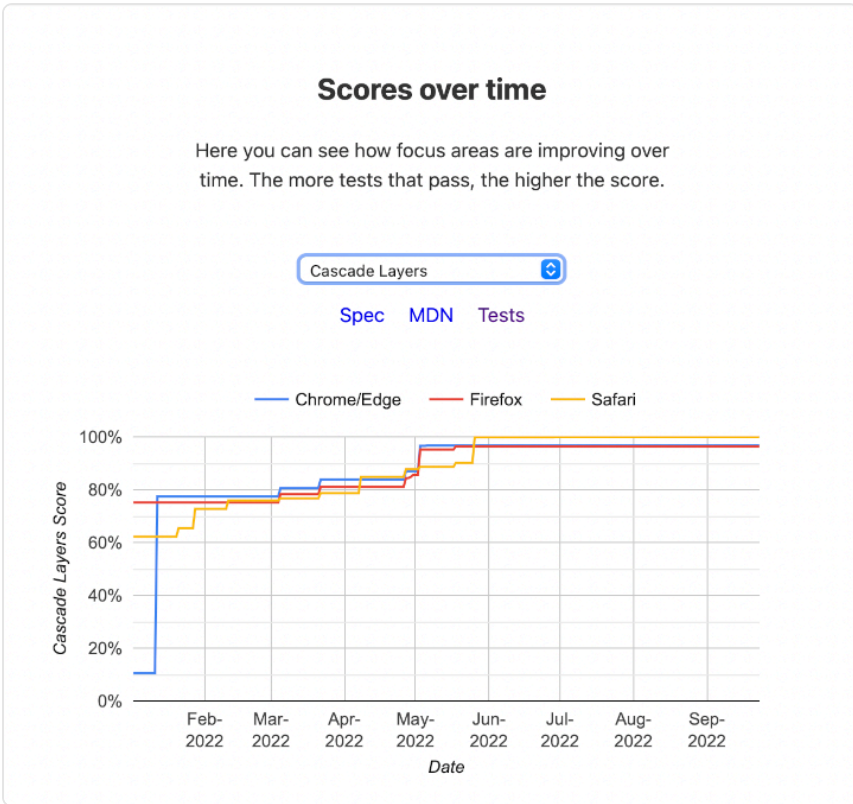 Scores over time
Here you can see how focus areas are improving over
time. The more tests that pass, the higher the score.
Cascade Layers
Spec MDN Tests
Chrome/Edge Firefox Safari
100%
80%
60%
40%
20%
0%
Cascade Layers Score
Feb- Mar- Apr- May- Jun- Jul- Aug- Sep-
2022 2022 2022 2022 2022 2022 2022 2022
Date